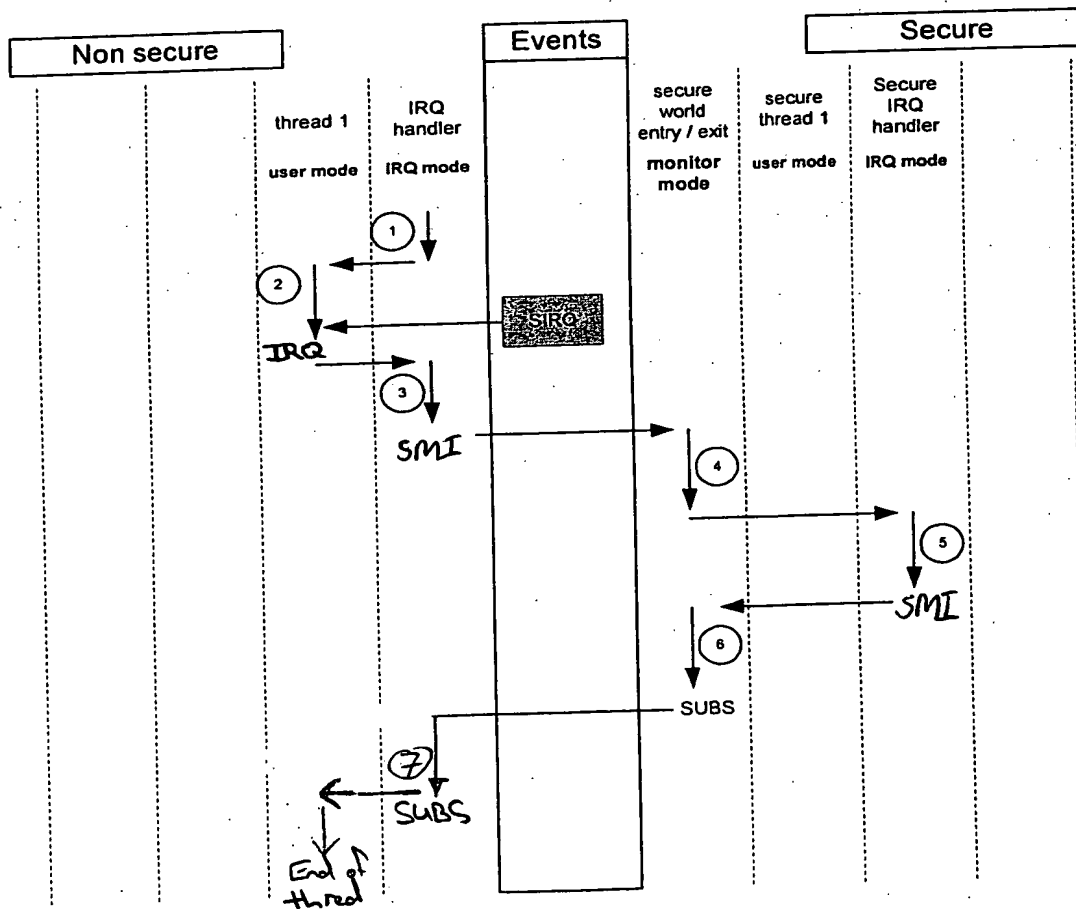 Non secure
Events
Secure
thread 1
user mode
IRQ
handler
IRQ mode
secure
world
entry / exit
monitor
mode
secure
thread 1
user mode
Secure
IRQ
handler
IRQ mode
1
2
SIRQ
IRQ
3
SMI
4
5
SMI
6
SUBS
7
SUBS
End of
thread